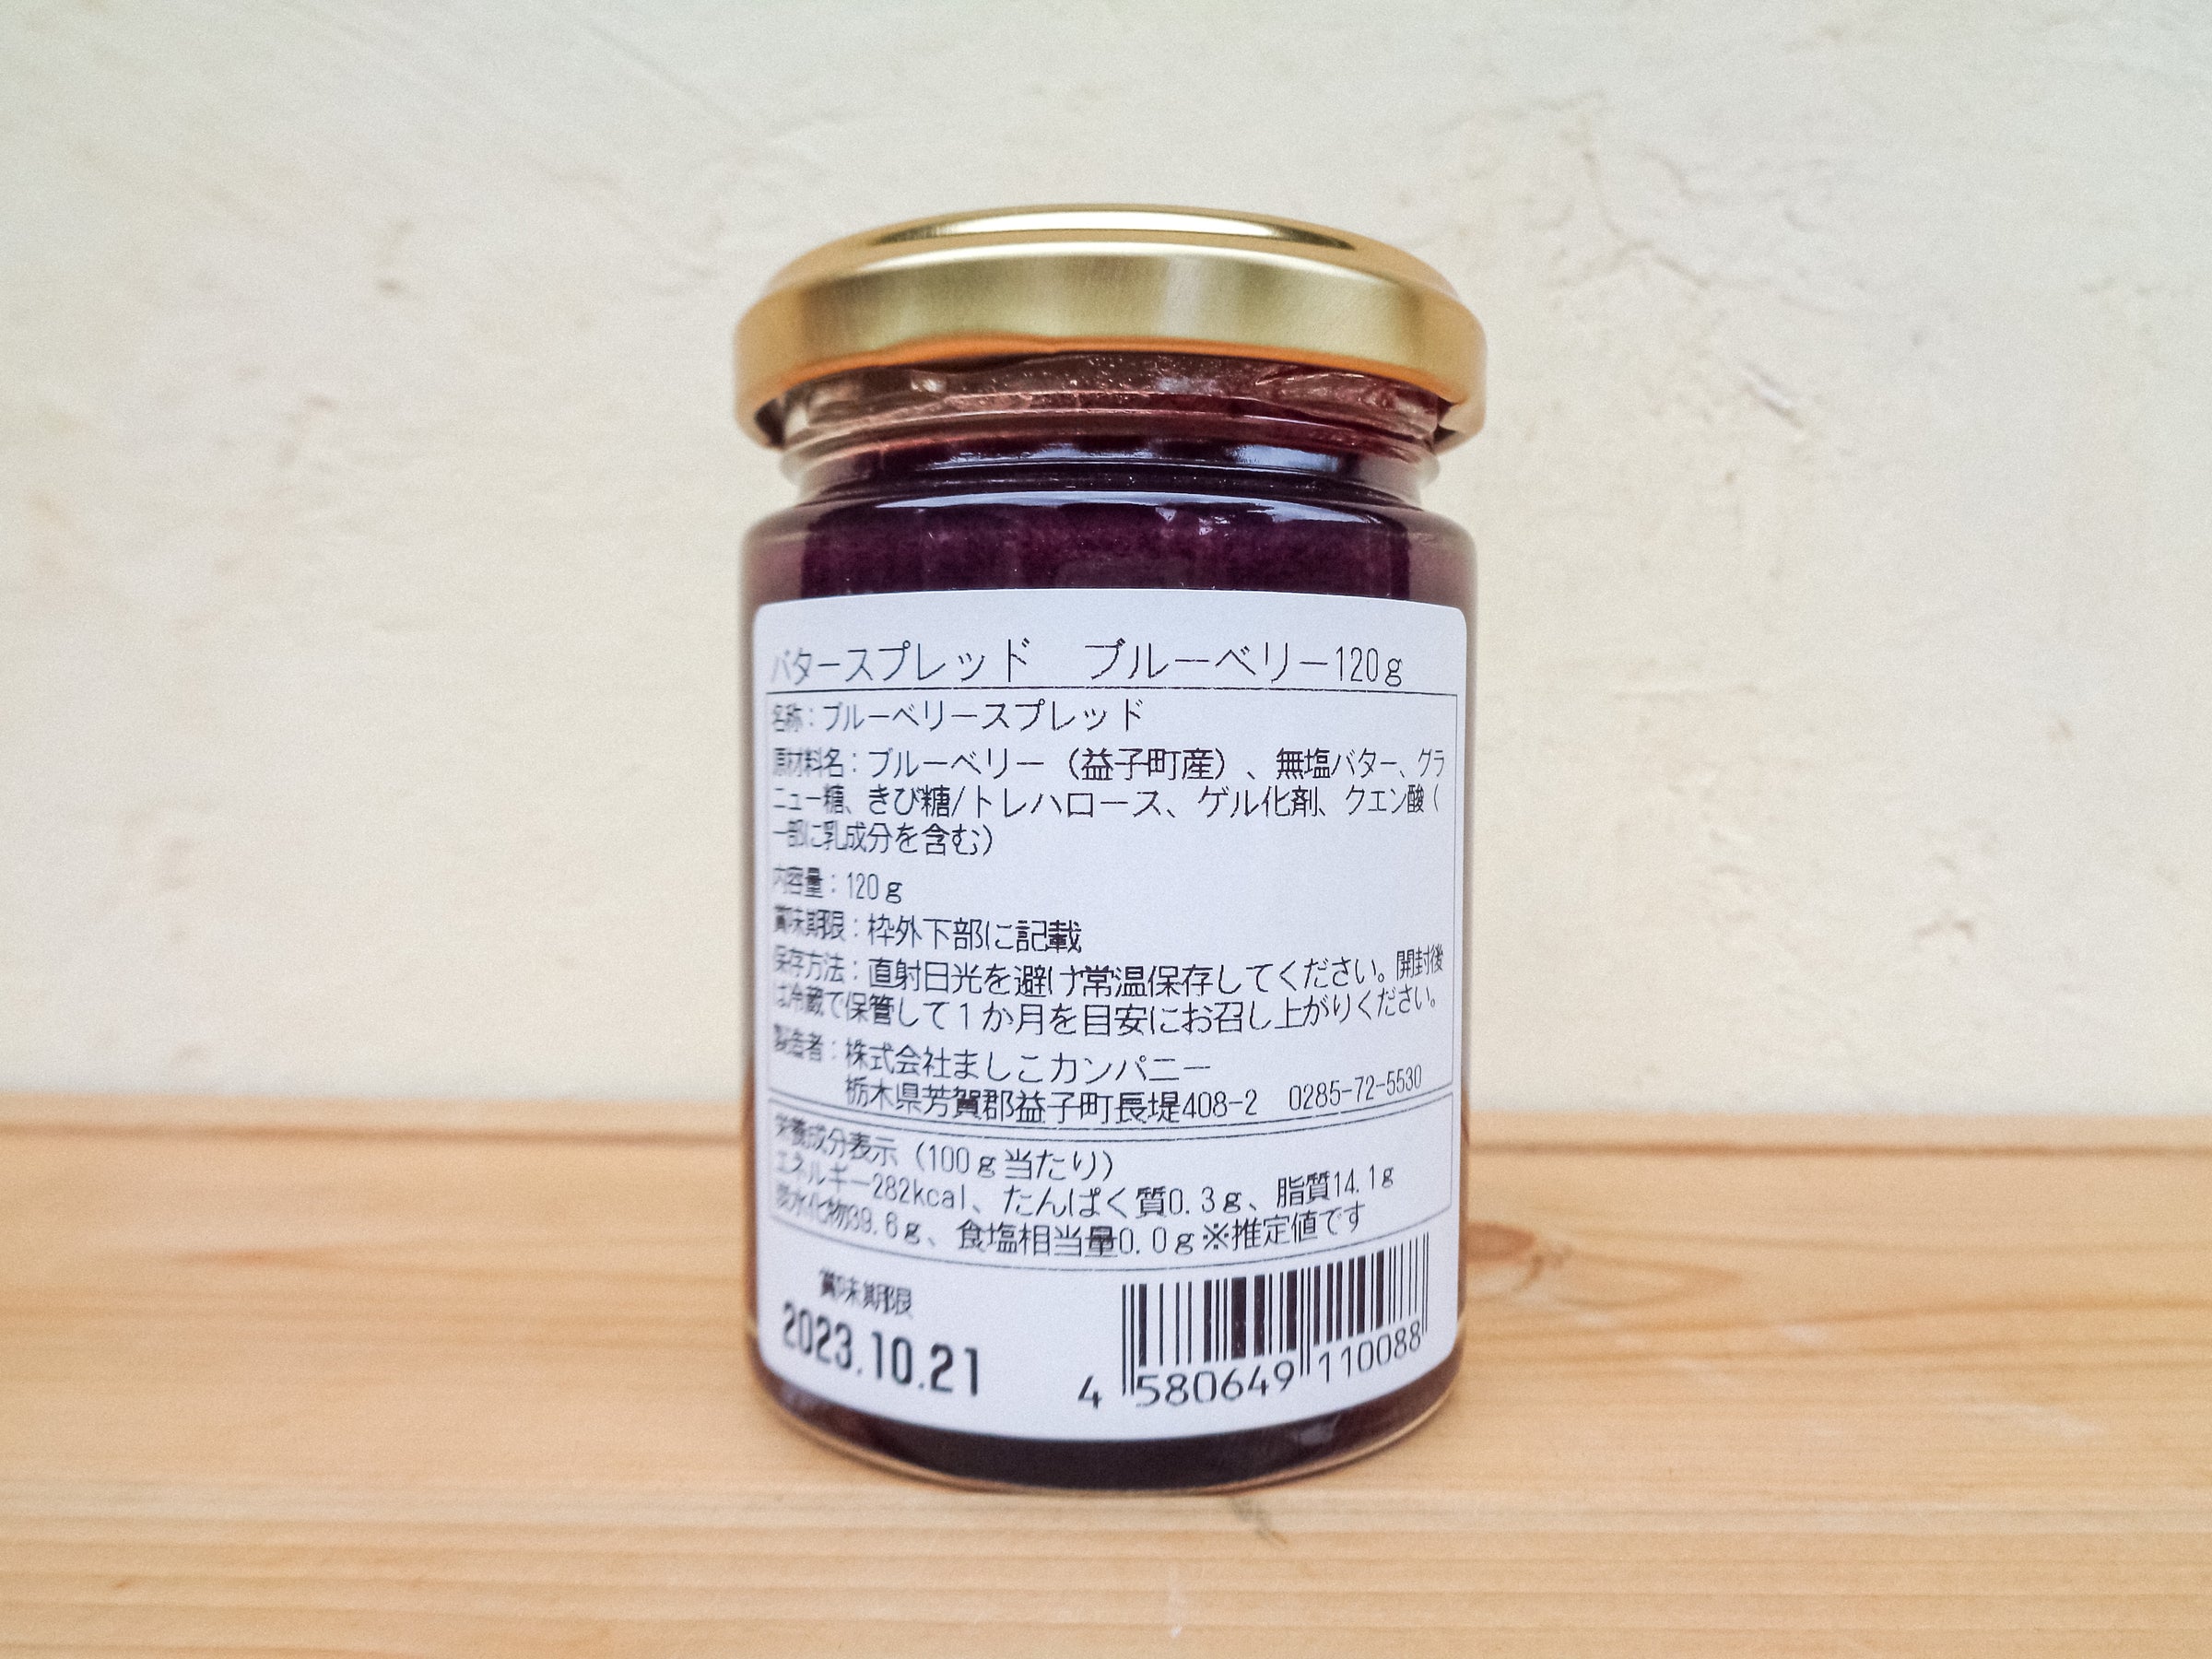 バタースプレッド　ブルーベリー120g
名称：ブルーベリースプレッド
原材料名：ブルーベリー（益子町産）、無塩バター、グラ
ニュー糖、きび糖/トレハロース、ゲル化剤、クエン酸（
一部に乳成分を含む）
内容量：120g
賞味期限：枠外下部に記載
保存方法：直射日光を避け常温保存してください。開封後
は冷蔵で保管して1か月を目安にお召し上がりください。
製造者：株式会社ましこカンパニー
栃木県芳賀郡益子町長堤408-2　0285-72-5530
栄養成分表示（100g当たり）
エネルギー282kcal、たんぱく質0.3g、脂質14.1g
炭水化物39.6g、食塩相当量0.0g※推定値です
賞味期限
2023.10.21
4 580649 110088